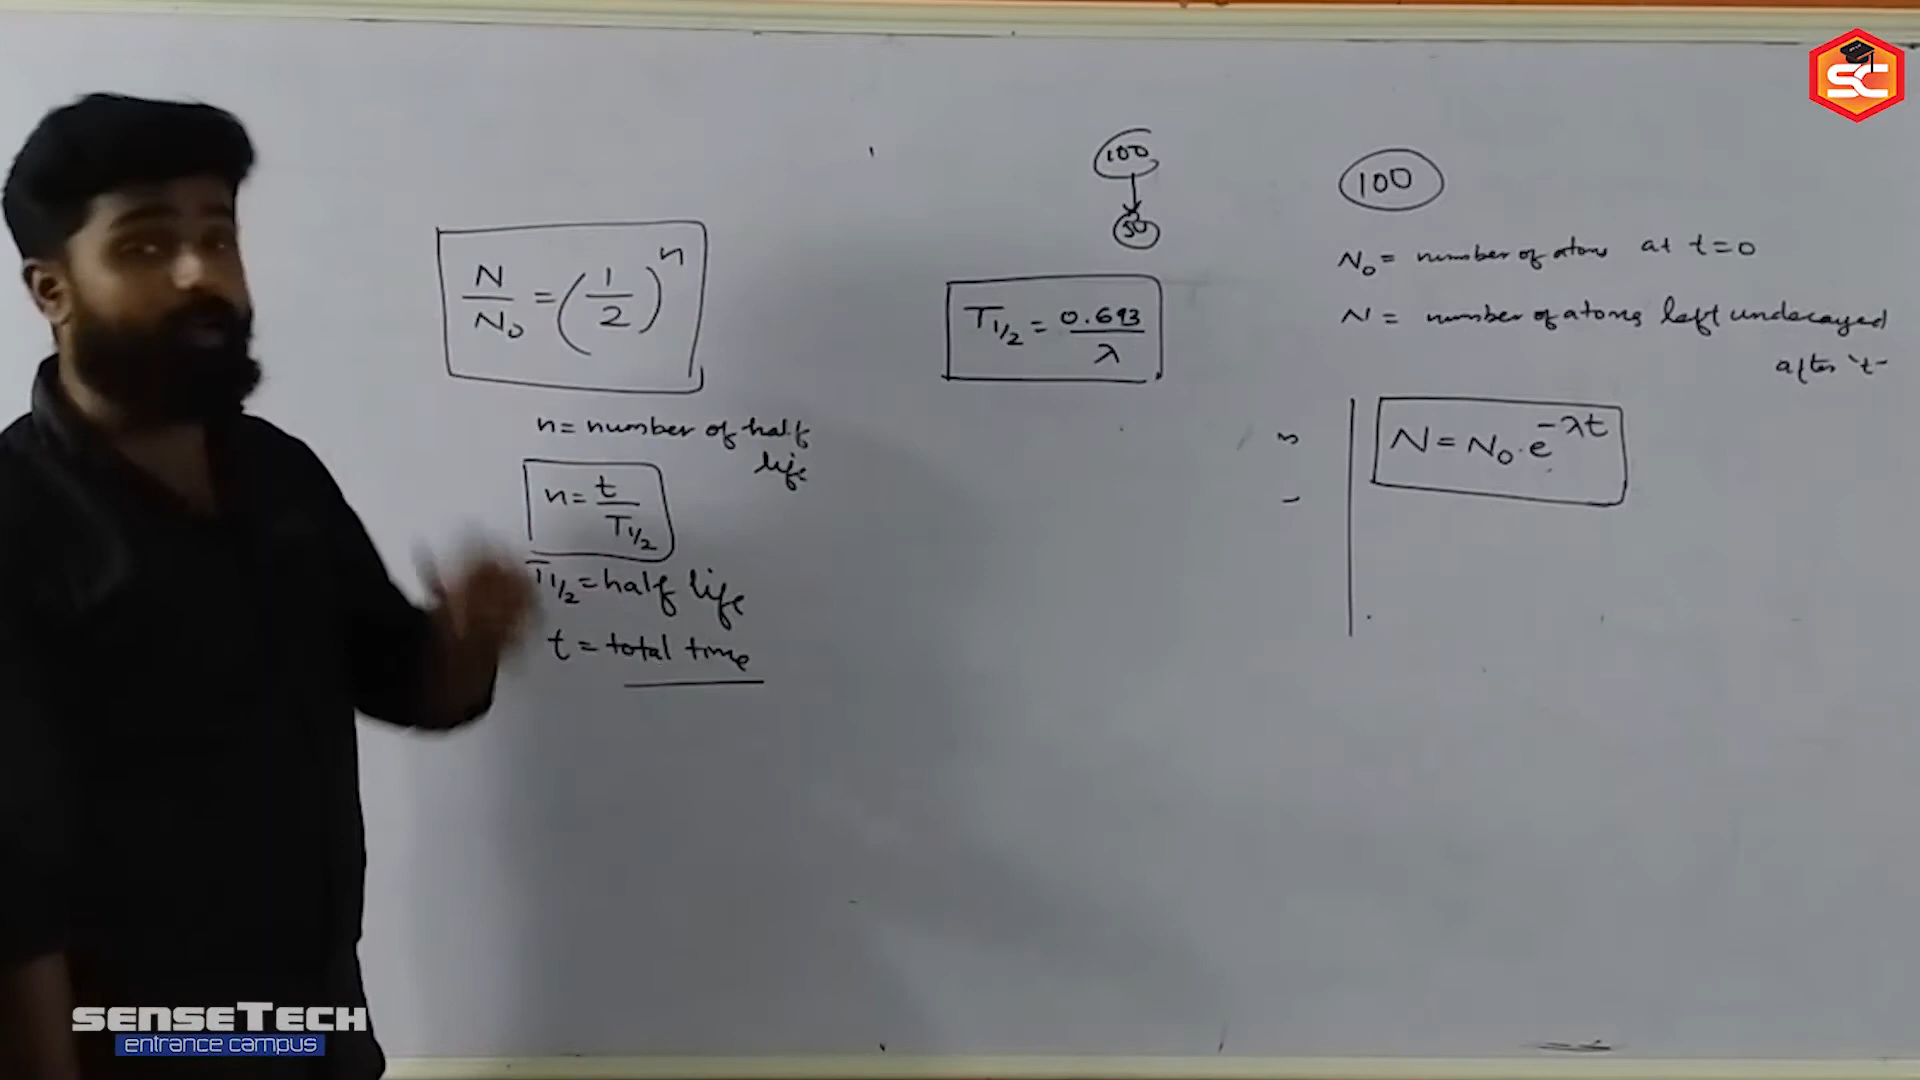 SC
100
50
100
N/N₀ = (1/2)ⁿ
n = number of half
life
n = t/T1/2
T1/2 = half life
t = total time
T1/2 = 0.693/λ
N₀ = number of atoms at t=0
N = number of atoms left undecayed
after 't'
N = N₀·e^-λt
SENSETECH
entrance campus